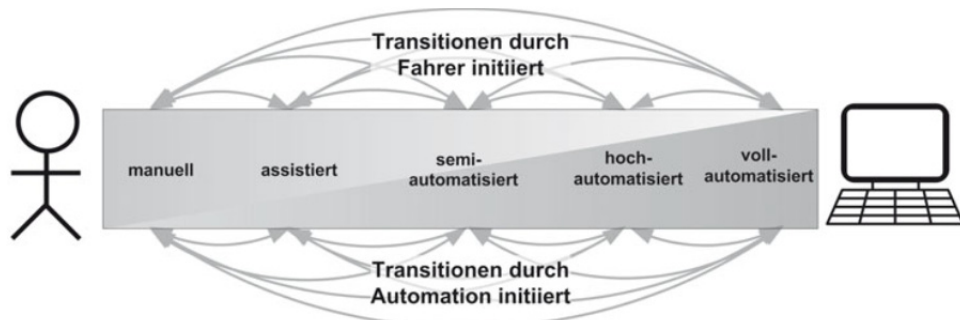 Transitionen durch
Fahrer initiiert
manuell
assistiert
semi-
automatisiert
hoch-
automatisiert
voll-
automatisiert
Transitionen durch
Automation initiiert